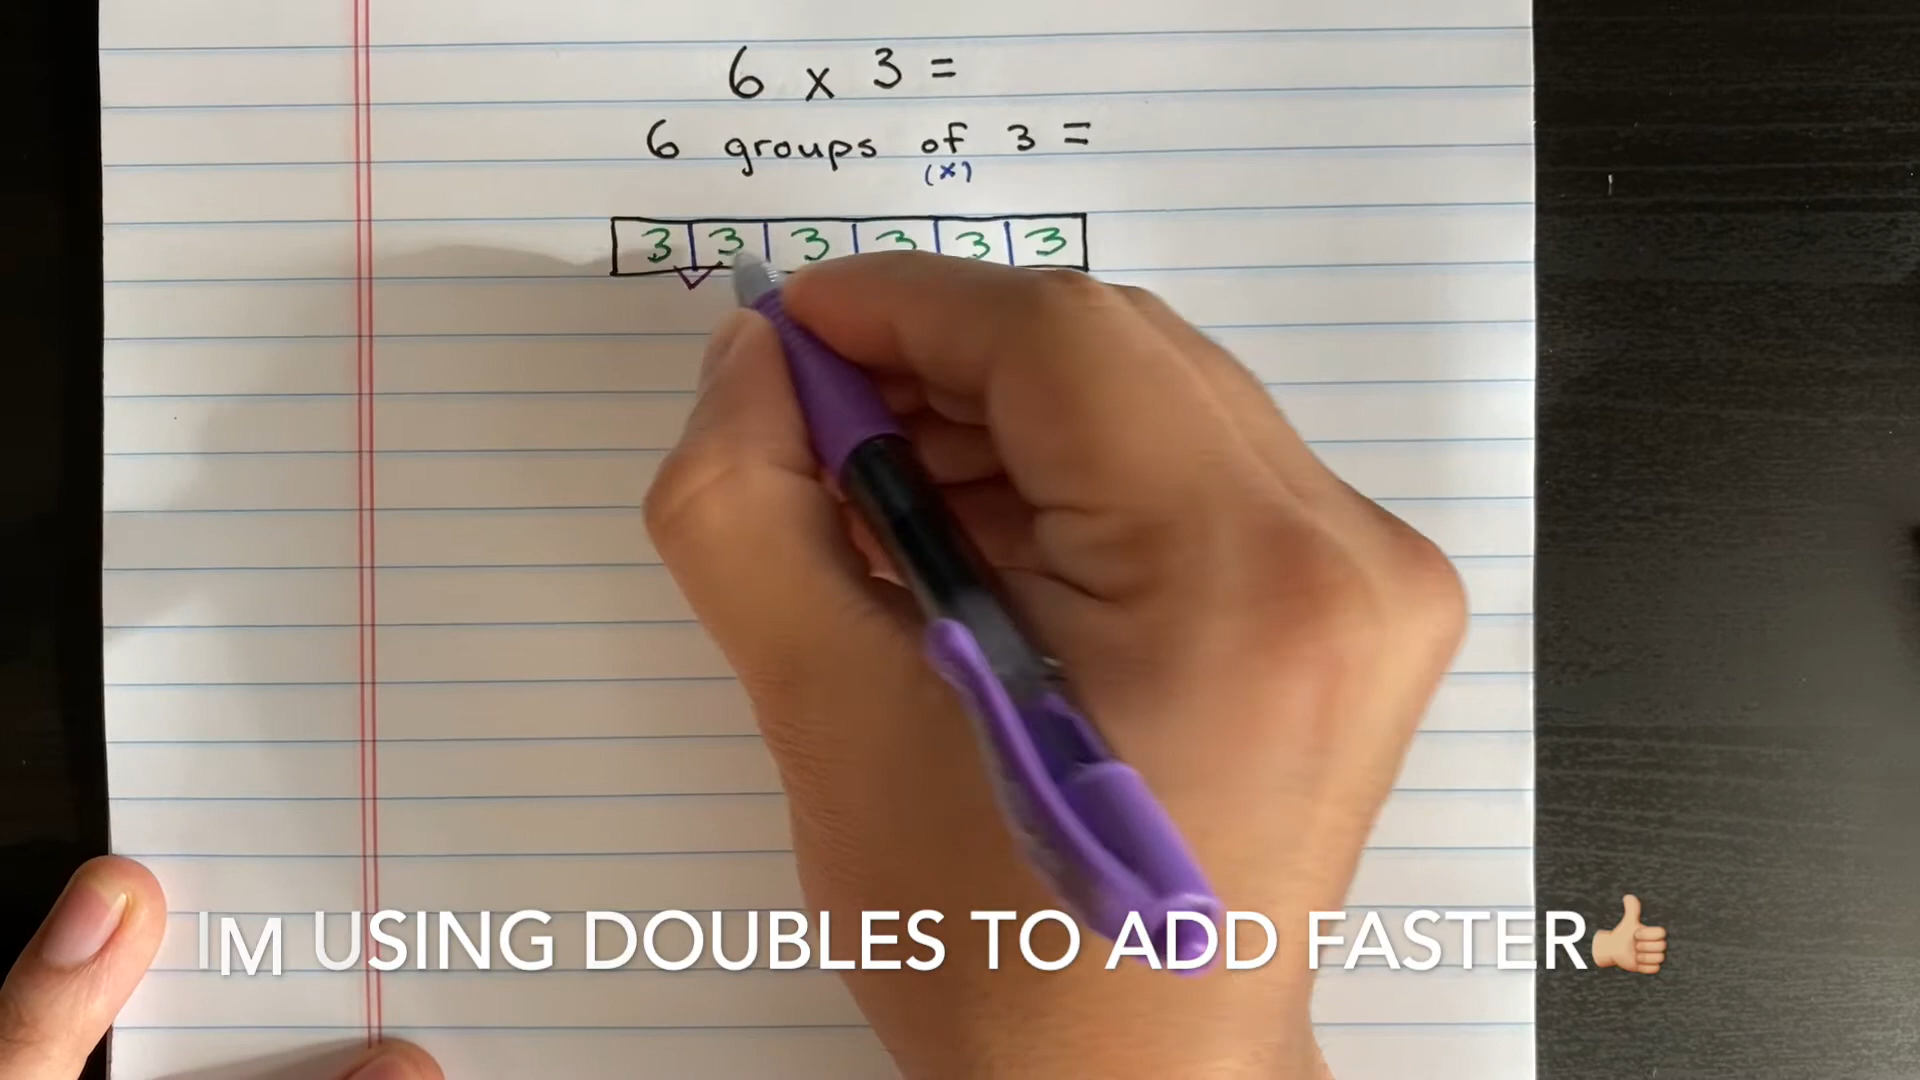 6 x 3 =
6 groups of 3 =
(x)
3 3 3 3 3 3
IM USING DOUBLES TO ADD FASTER👍🏼